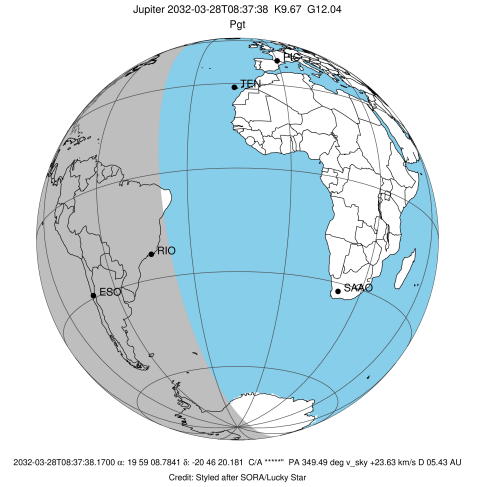 Jupiter 2032-03-28T08:37:38 K9.67 G12.04
Pgt
PIC
TEN
RIO
ESO
SAAO
2032-03-28T08:37:38.1700 α: 19 59 08.7841 δ: -20 46 20.181 C/A *****" PA 349.49 deg v_sky +23.63 km/s D 05.43 AU
Credit: Styled after SORA/Lucky Star